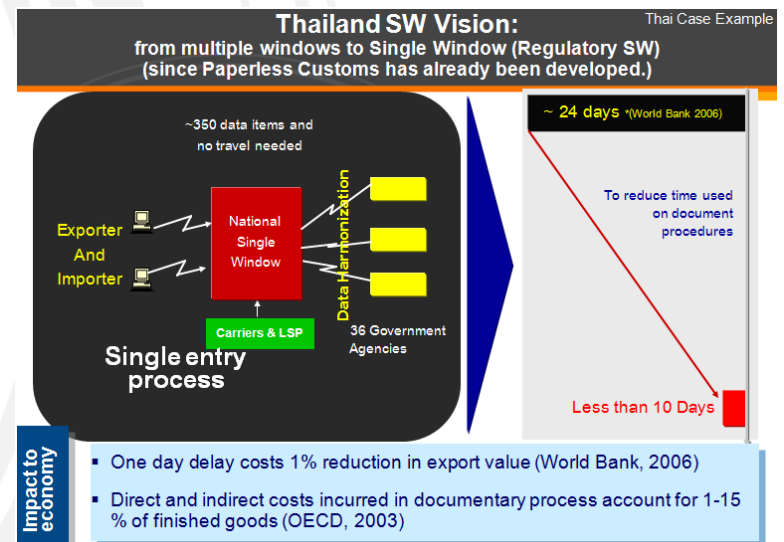 Thai Case Example
Thailand SW Vision:
from multiple windows to Single Window (Regulatory SW)
(since Paperless Customs has already been developed.)
~350 data items and
no travel needed
Exporter
And
Importer
National
Single
Window
Data Harmonization
Carriers & LSP
36 Government
Agencies
Single entry
process
~ 24 days *(World Bank 2006)
To reduce time used
on document
procedures
Less than 10 Days
Impact to
economy
▪ One day delay costs 1% reduction in export value (World Bank, 2006)
▪ Direct and indirect costs incurred in documentary process account for 1-15
% of finished goods (OECD, 2003)